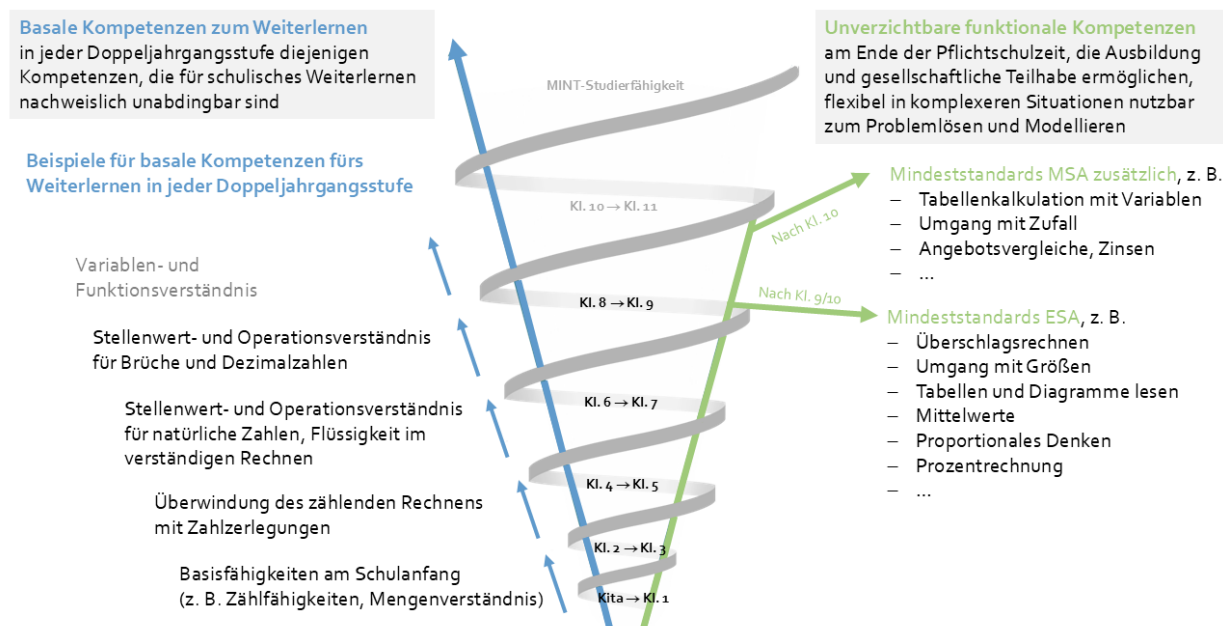 Basale Kompetenzen zum Weiterlernen
in jeder Doppeljahrgangsstufe diejenigen
Kompetenzen, die für schulisches Weiterlernen
nachweislich unabdingbar sind
Beispiele für basale Kompetenzen fürs
Weiterlernen in jeder Doppeljahrgangsstufe
Variablen- und
Funktionsverständnis
Stellenwert- und Operationsverständnis
für Brüche und Dezimalzahlen
Stellenwert- und Operationsverständnis
für natürliche Zahlen, Flüssigkeit im
verständigen Rechnen
Überwindung des zählenden Rechnens
mit Zahlzerlegungen
Basisfähigkeiten am Schulanfang
(z. B. Zählfähigkeiten, Mengenverständnis)
MINT-Studierfähigkeit
Kl. 10 → Kl. 11
Kl. 8 → Kl. 9
Kl. 6 → Kl. 7
Kl. 4 → Kl. 5
Kl. 2 → Kl. 3
Kita → Kl. 1
Unverzichtbare funktionale Kompetenzen
am Ende der Pflichtschulzeit, die Ausbildung
und gesellschaftliche Teilhabe ermöglichen,
flexibel in komplexeren Situationen nutzbar
zum Problemlösen und Modellieren
Nach Kl. 10
Mindeststandards MSA zusätzlich, z. B.
– Tabellenkalkulation mit Variablen
– Umgang mit Zufall
– Angebotsvergleiche, Zinsen
– ...
Nach Kl. 9/10
Mindeststandards ESA, z. B.
– Überschlagsrechnen
– Umgang mit Größen
– Tabellen und Diagramme lesen
– Mittelwerte
– Proportionales Denken
– Prozentrechnung
– ...